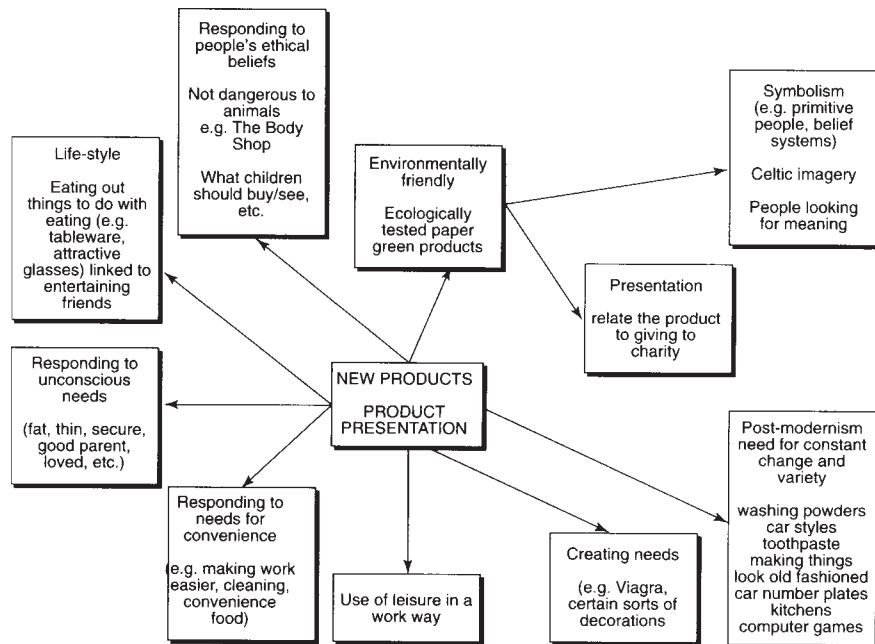 Responding to
people's ethical
beliefs
Not dangerous to
animals
e.g. The Body
Shop
What children
should buy/see,
etc.
Symbolism
(e.g. primitive
people, belief
systems)
Celtic imagery
People looking
for meaning
Life-style
Eating out
things to do with
eating (e.g.
tableware,
attractive
glasses) linked to
entertaining
friends
Environmentally
friendly
Ecologically
tested paper
green products
Presentation
relate the product
to giving to
charity
Responding to
unconscious
needs
(fat, thin, secure,
good parent,
loved, etc.)
NEW PRODUCTS
PRODUCT
PRESENTATION
Post-modernism
need for constant
change and
variety
washing powders
car styles
toothpaste
making things
look old fashioned
car number plates
kitchens
computer games
Responding to
needs for
convenience
(e.g. making work
easier, cleaning,
convenience
food)
Use of leisure in a
work way
Creating needs
(e.g. Viagra,
certain sorts of
decorations